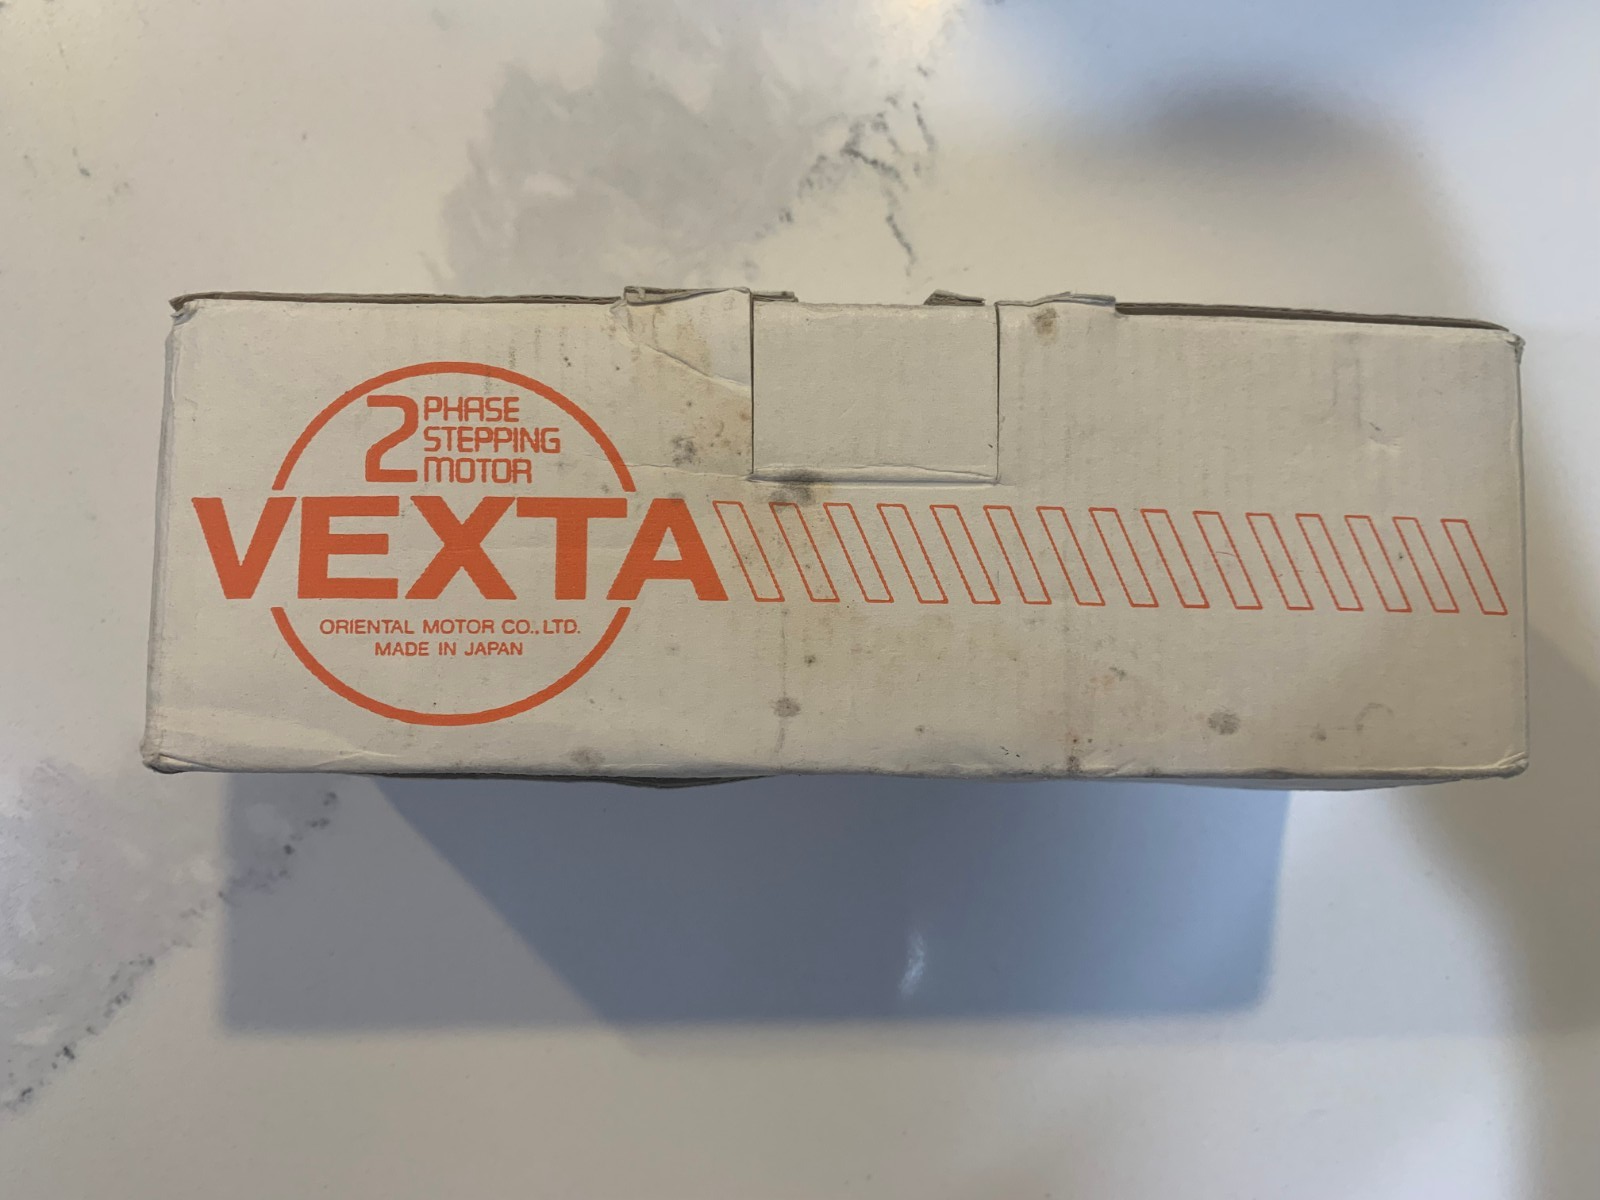 2 PHASE
STEPPING
MOTOR
VEXTA
ORIENTAL MOTOR CO., LTD.
MADE IN JAPAN